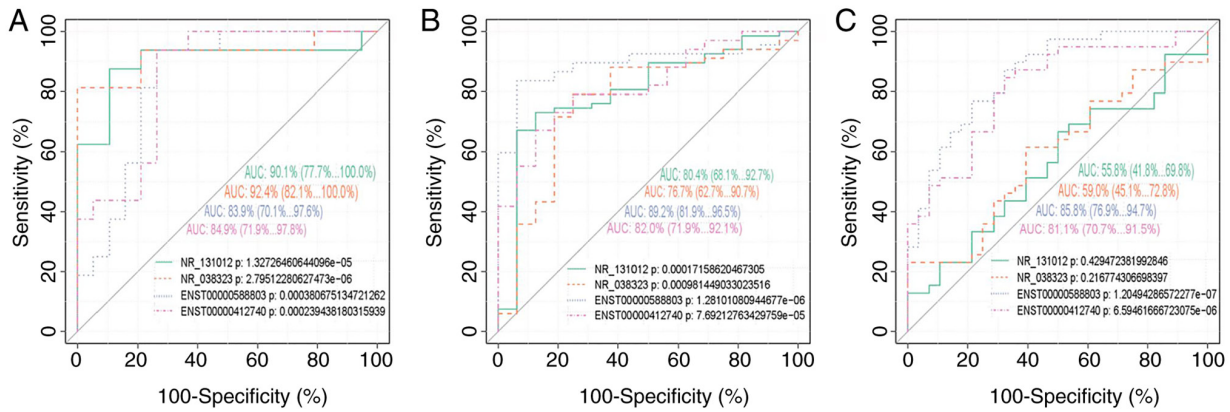 A
Sensitivity (%)
100
80
60
40
20
0
AUC: 90.1% (77.7%...100.0%)
AUC: 92.4% (82.1%...100.0%)
AUC: 83.9% (70.1%...97.6%)
AUC: 84.9% (71.9%...97.8%)
NR_131012 p: 1.32726460644096e-05
NR_038323 p: 2.79512280627473e-06
ENST00000588803 p: 0.000380675134721262
ENST00000412740 p: 0.000239438180315939
0 20 40 60 80 100
100-Specificity (%)
B
Sensitivity (%)
100
80
60
40
20
0
AUC: 80.4% (68.1%...92.7%)
AUC: 76.7% (62.7%...90.7%)
AUC: 89.2% (81.9%...96.5%)
AUC: 82.0% (71.9%...92.1%)
NR_131012 p: 0.00017158620467305
NR_038323 p: 0.000981449033023516
ENST00000588803 p: 1.28101080944677e-06
ENST00000412740 p: 7.69212763429759e-05
0 20 40 60 80 100
100-Specificity (%)
C
Sensitivity (%)
100
80
60
40
20
0
AUC: 55.8% (41.8%...69.8%)
AUC: 59.0% (45.1%...72.8%)
AUC: 85.8% (76.9%...94.7%)
AUC: 81.1% (70.7%...91.5%)
NR_131012 p: 0.429472381992846
NR_038323 p: 0.216774306698397
ENST00000588803 p: 1.20494286572277e-07
ENST00000412740 p: 6.59461666723075e-06
0 20 40 60 80 100
100-Specificity (%)